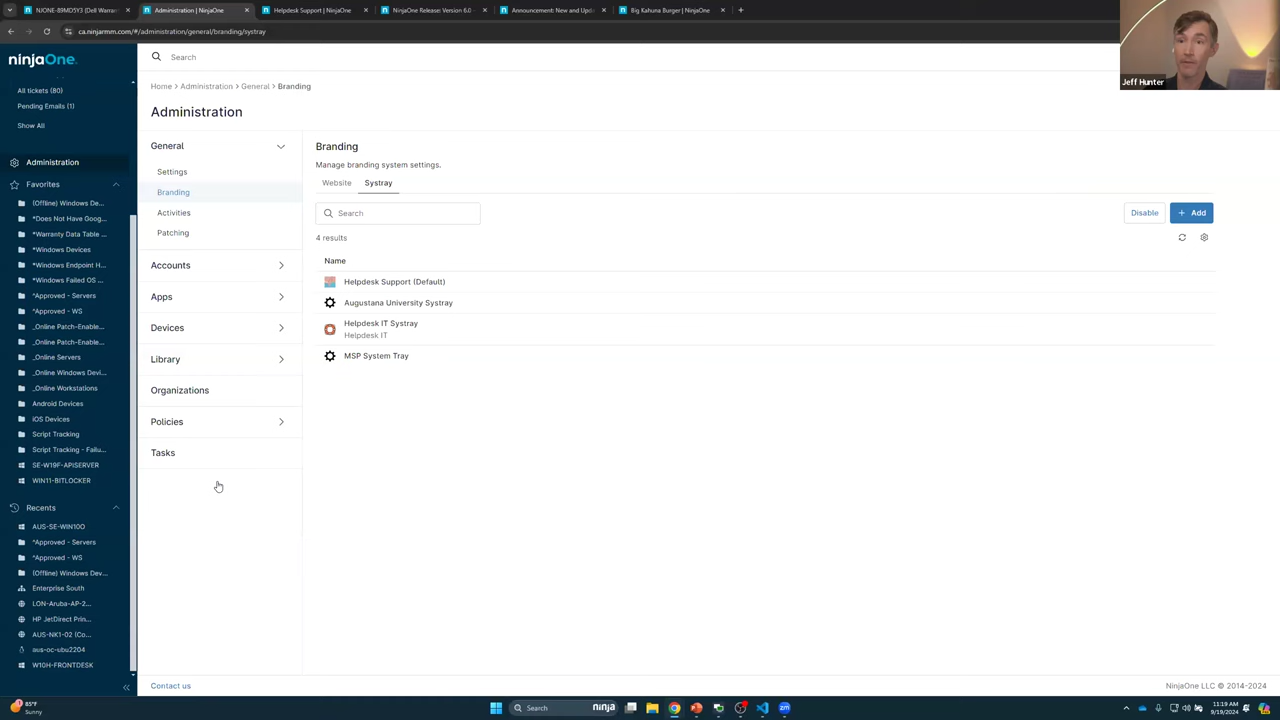 NJONE-89MD5Y3 (Dell Warran
Administration | NinjaOne
Helpdesk Support | NinjaOne
NinjaOne Release: Version 6.0
Announcement: New and Upd
Big Kahuna Burger | NinjaOne
ca.ninjarmm.com/#/administration/general/branding/systray
ninjaOne.
All tickets (80)
Pending Emails (1)
Show All
Administration
Favorites
(Offline) Windows De...
*Does Not Have Goog...
*Warranty Data Table ...
*Windows Devices
*Windows Endpoint H...
*Windows Failed OS ...
^Approved - Servers
^Approved - WS
_Online Patch-Enable...
_Online Patch-Enable...
_Online Servers
_Online Windows Devi...
_Online Workstations
Android Devices
iOS Devices
Script Tracking
Script Tracking - Failu...
SE-W19F-APISERVER
WIN11-BITLOCKER
Recents
AUS-SE-WIN10O
^Approved - Servers
^Approved - WS
(Offline) Windows Dev...
Enterprise South
LON-Aruba-AP-2...
HP JetDirect Prin...
AUS-NK1-02 (Co...
aus-oc-ubu2204
W10H-FRONTDESK
Search
Home > Administration > General > Branding
Administration
General
Settings
Branding
Activities
Patching
Accounts
Apps
Devices
Library
Organizations
Policies
Tasks
Branding
Manage branding system settings.
Website
Systray
Search
Disable
+ Add
4 results
Name
Helpdesk Support (Default)
Augustana University Systray
Helpdesk IT Systray
Helpdesk IT
MSP System Tray
Contact us
NinjaOne LLC © 2014-2024
Jeff Hunter
85°F
Sunny
Search
ninja
11:19 AM
9/19/2024